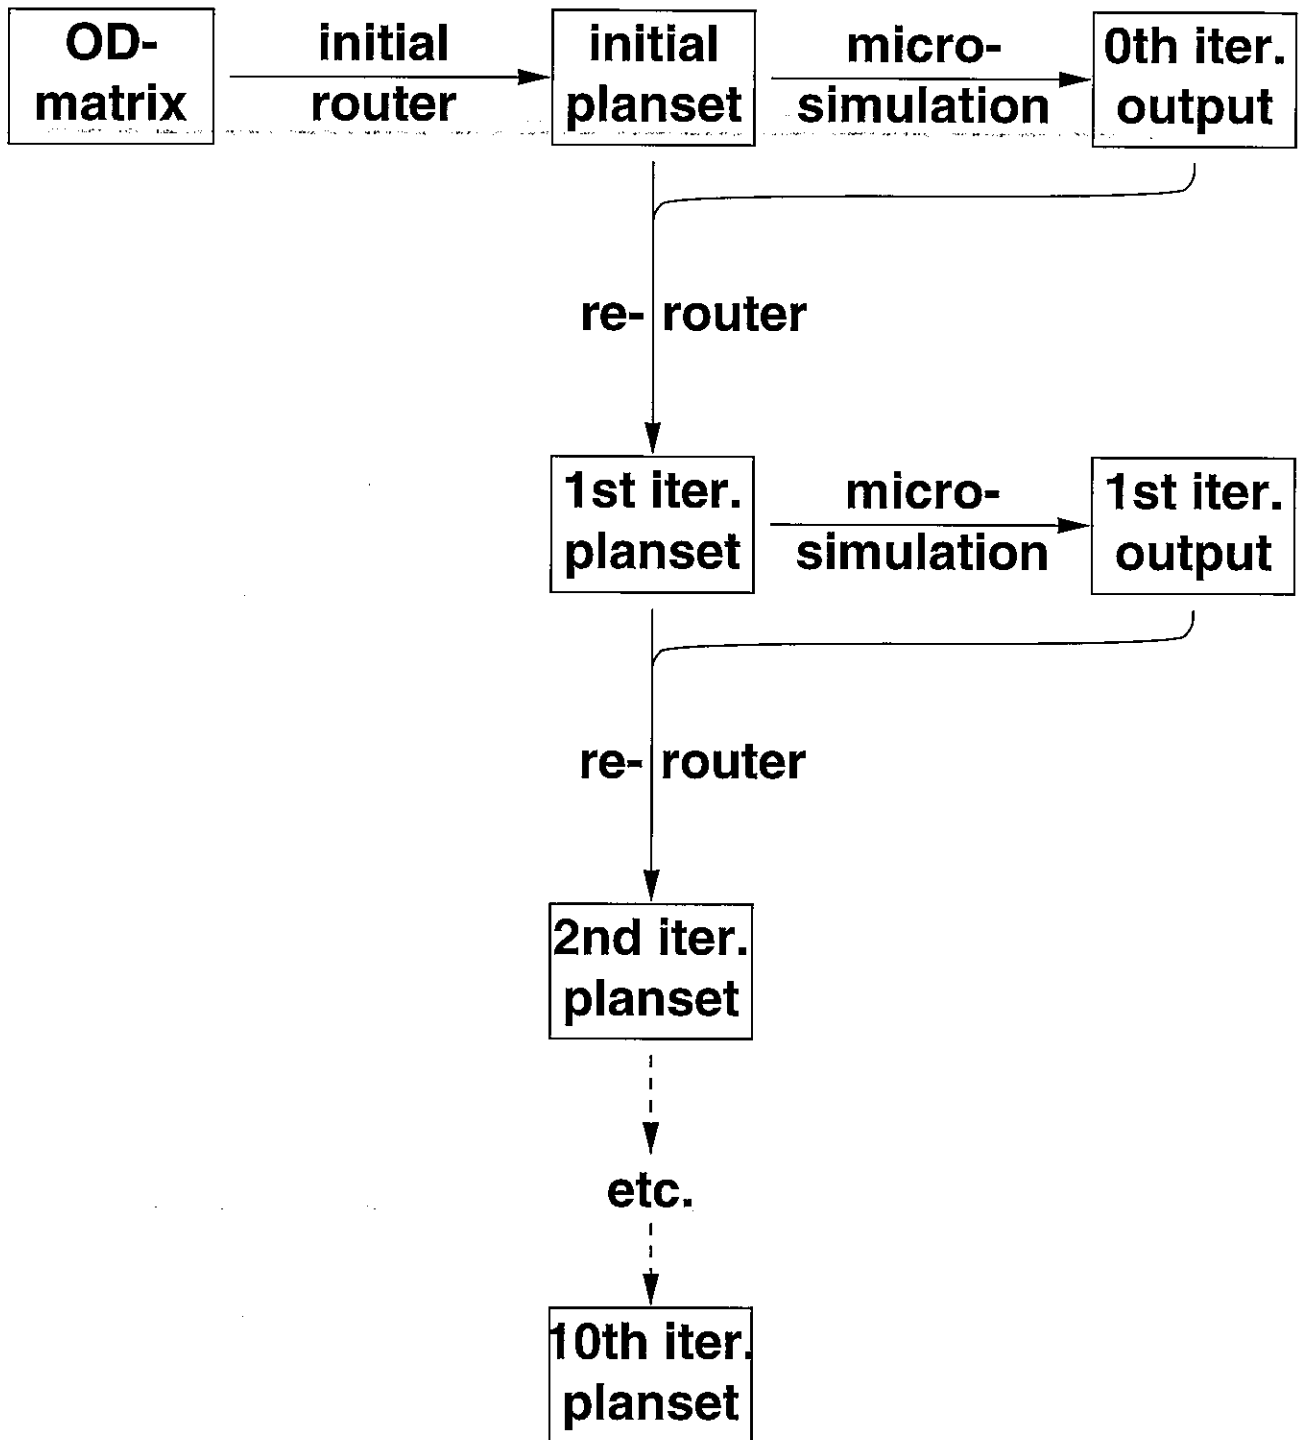 OD-
matrix
initial
router
initial
planset
micro-
simulation
0th iter.
output
re- router
1st iter.
planset
micro-
simulation
1st iter.
output
re- router
2nd iter.
planset
etc.
10th iter.
planset